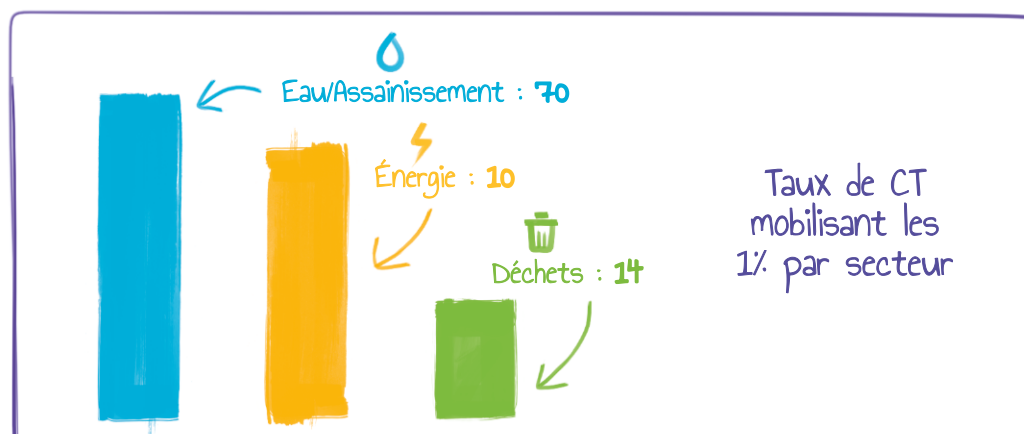 Eau/Assainissement : 70
Énergie : 10
Déchets : 14
Taux de CT
mobilisant les
1% par secteur